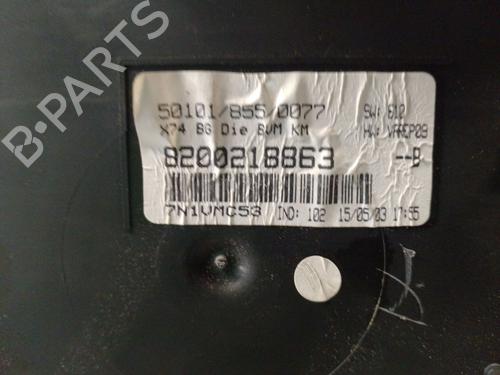 B-PARTS
50101/855/0077
SW: 612
X74 BG Die BVM KM
HW: VAREP09
8200218863
--B
7N1VMC53 IND: 102 15/05/03 17:55